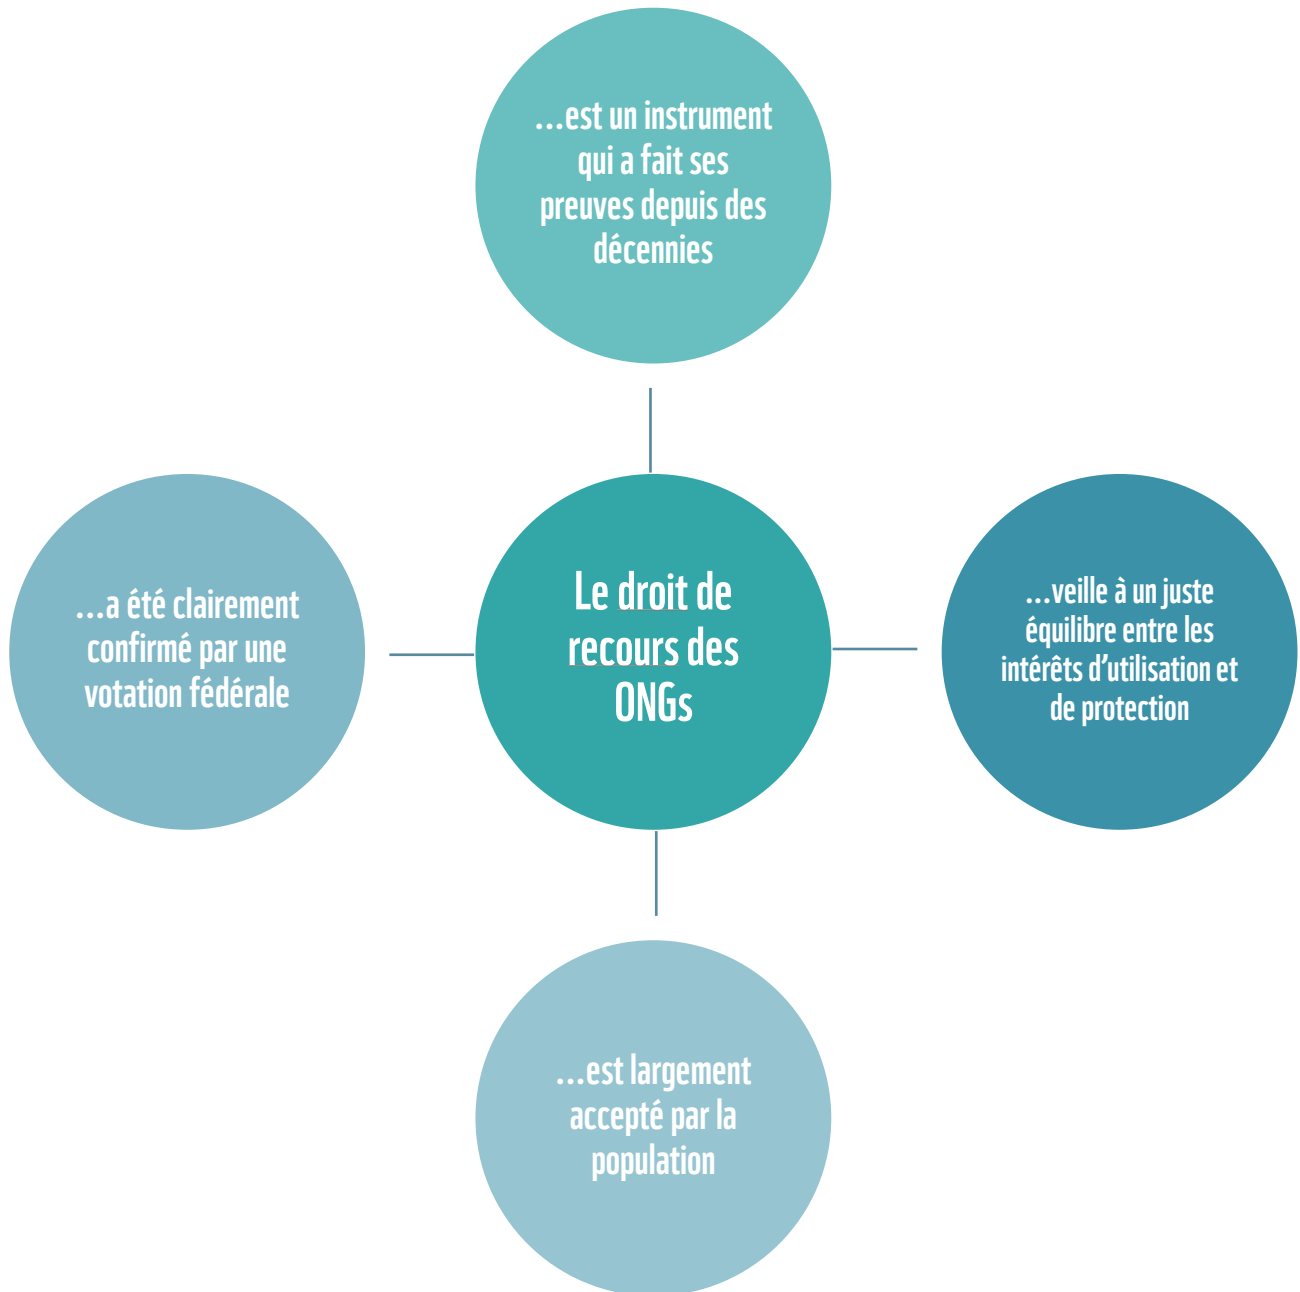 ...est un instrument
qui a fait ses
preuves depuis des
décennies
...a été clairement
confirmé par une
votation fédérale
Le droit de
recours des
ONGs
...veille à un juste
équilibre entre les
intérêts d'utilisation et
de protection
...est largement
accepté par la
population